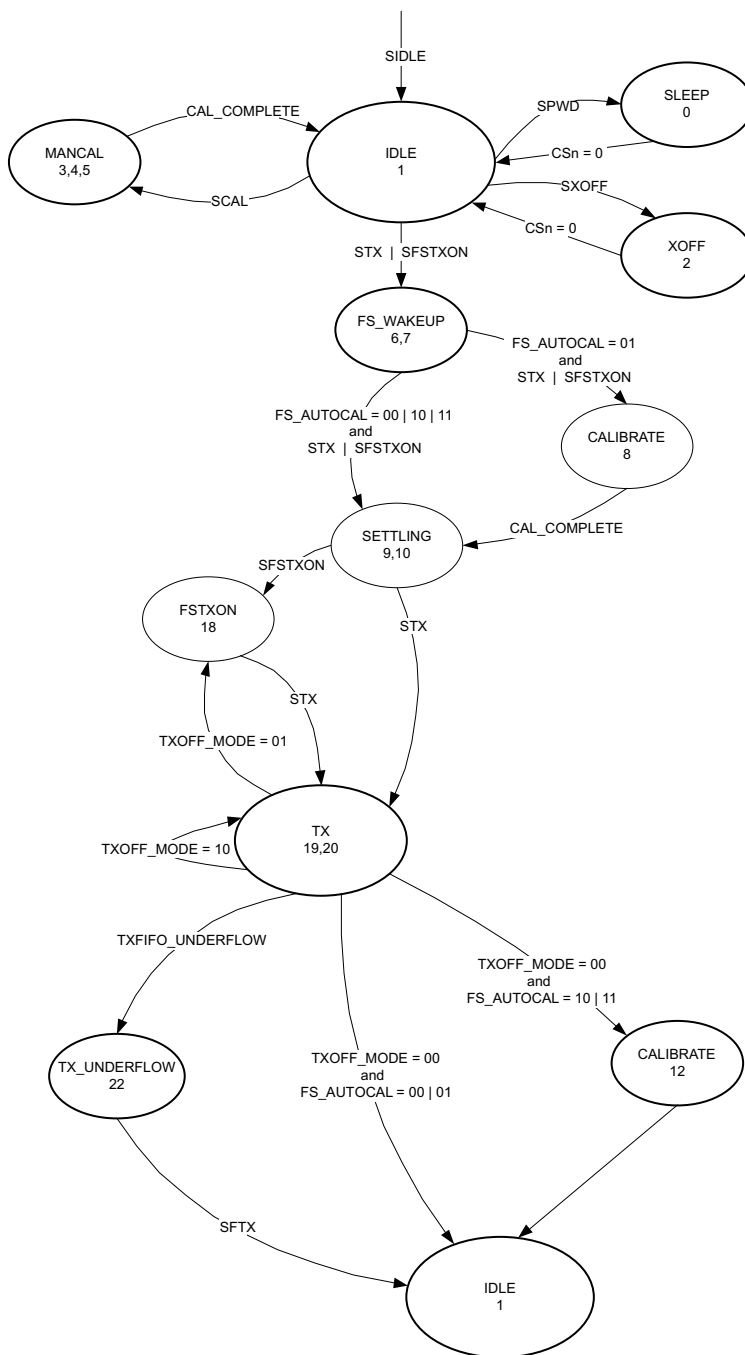 SIDLE
SLEEP
0
SPWD
CAL_COMPLETE
MANCAL
3,4,5
IDLE
1
CSn = 0
SCAL
SXOFF
CSn = 0
XOFF
2
STX | SFSTXON
FS_WAKEUP
6,7
FS_AUTOCAL = 01
and
STX | SFSTXON
FS_AUTOCAL = 00 | 10 | 11
and
STX | SFSTXON
CALIBRATE
8
SETTLING
9,10
CAL_COMPLETE
SFSTXON
FSTXON
18
STX
STX
TXOFF_MODE = 01
TX
19,20
TXOFF_MODE = 10
TXFIFO_UNDERFLOW
TXOFF_MODE = 00
and
FS_AUTOCAL = 10 | 11
TXOFF_MODE = 00
and
FS_AUTOCAL = 00 | 01
TX_UNDERFLOW
22
CALIBRATE
12
SFTX
IDLE
1